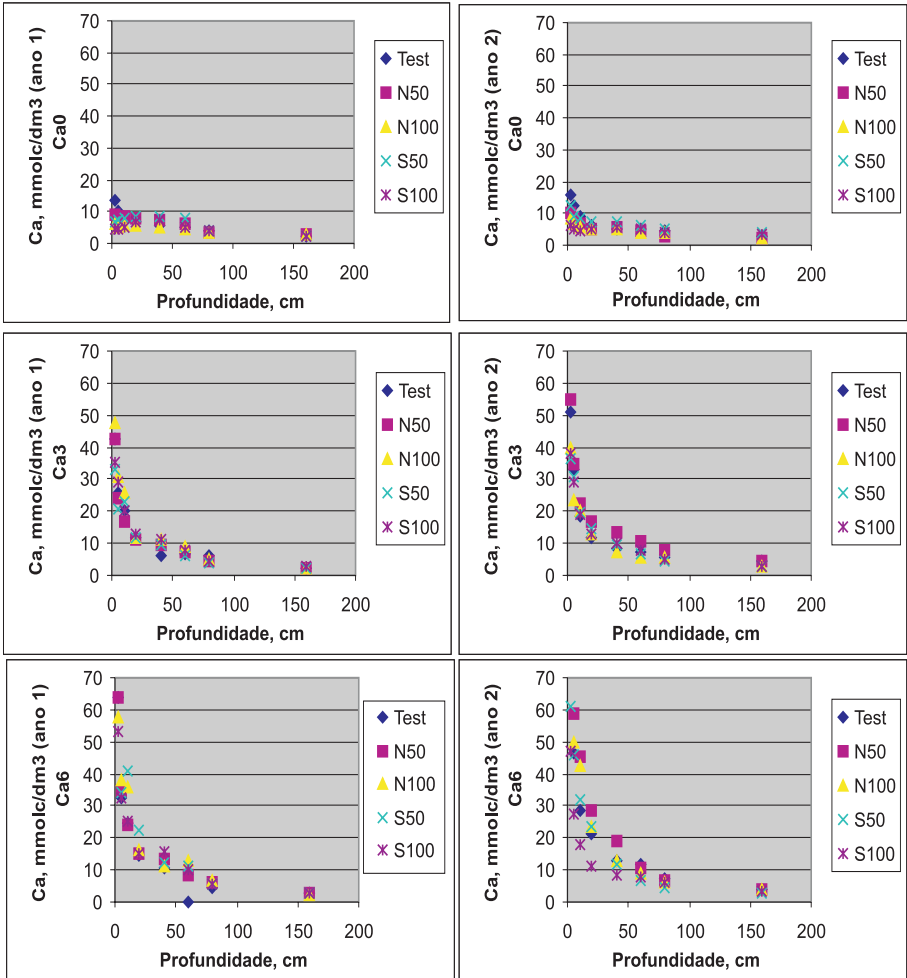 Ca, mmolc/dm3 (ano 1)
Ca0
70
60
50
40
30
20
10
0
0 50 100 150 200
Profundidade, cm
Test
N50
N100
S50
S100
Ca, mmolc/dm3 (ano 2)
Ca0
70
60
50
40
30
20
10
0
0 50 100 150 200
Profundidade, cm
Test
N50
N100
S50
S100
Ca, mmolc/dm3 (ano 1)
Ca3
70
60
50
40
30
20
10
0
0 50 100 150 200
Profundidade, cm
Test
N50
N100
S50
S100
Ca, mmolc/dm3 (ano 2)
Ca3
70
60
50
40
30
20
10
0
0 50 100 150 200
Profundidade, cm
Test
N50
N100
S50
S100
Ca, mmolc/dm3 (ano 1)
Ca6
70
60
50
40
30
20
10
0
0 50 100 150 200
Profundidade, cm
Test
N50
N100
S50
S100
Ca, mmolc/dm3 (ano 2)
Ca6
70
60
50
40
30
20
10
0
0 50 100 150 200
Profundidade, cm
Test
N50
N100
S50
S100